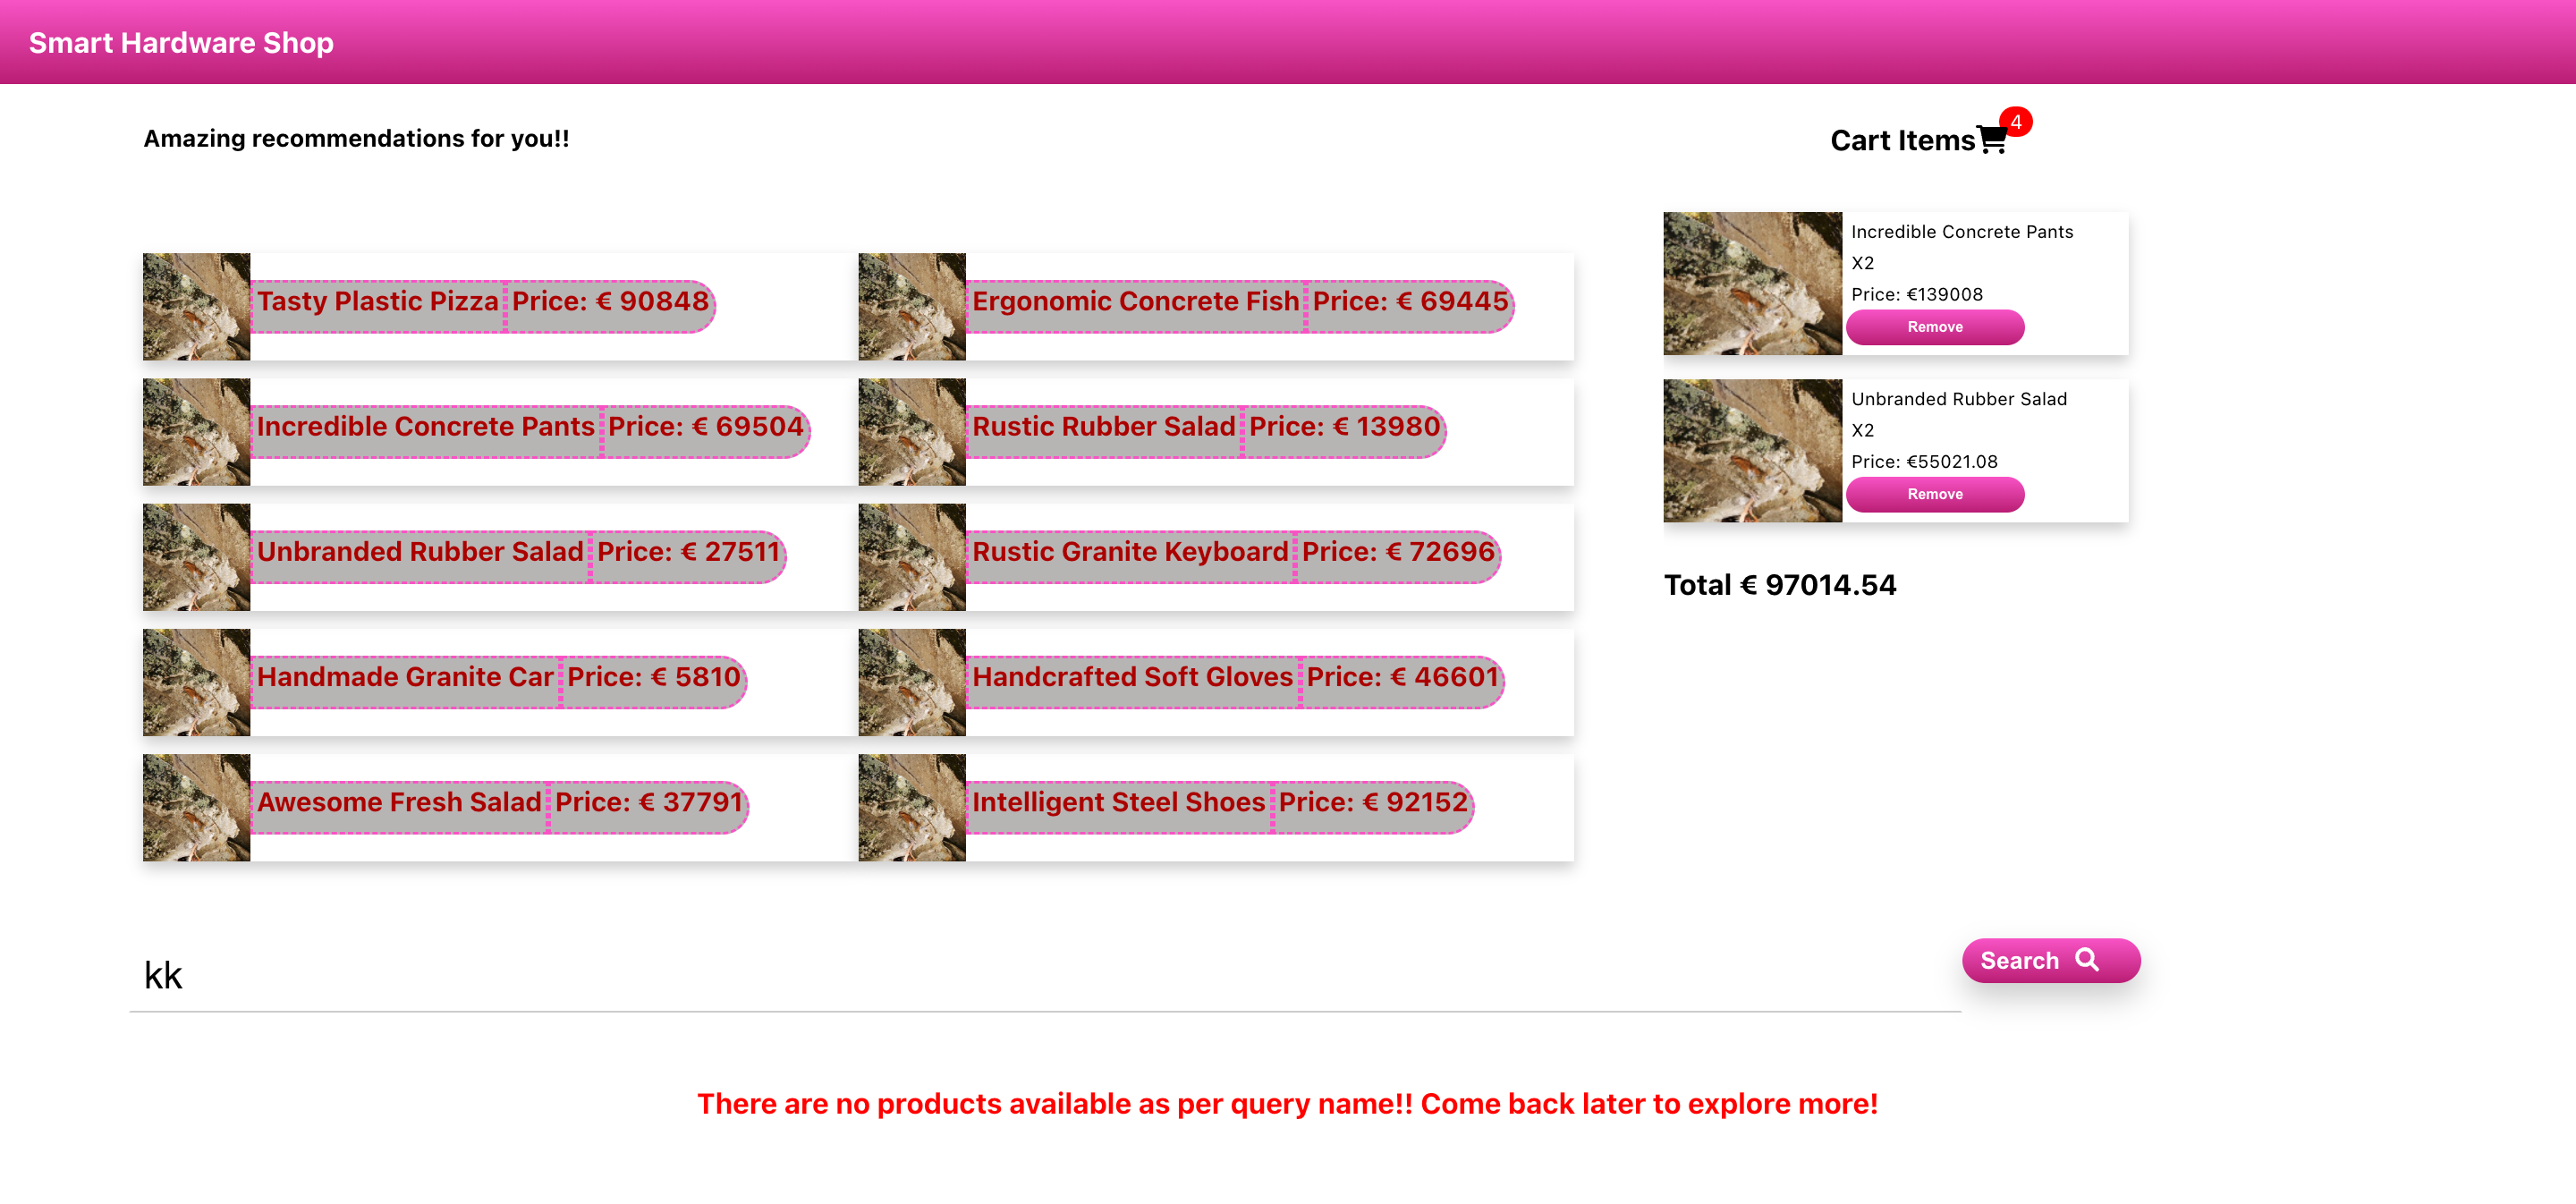 Smart Hardware Shop
Amazing recommendations for you!!
Tasty Plastic Pizza Price: € 90848
Ergonomic Concrete Fish Price: € 69445
Incredible Concrete Pants Price: € 69504
Rustic Rubber Salad Price: € 13980
Unbranded Rubber Salad Price: € 27511
Rustic Granite Keyboard Price: € 72696
Handmade Granite Car Price: € 5810
Handcrafted Soft Gloves Price: € 46601
Awesome Fresh Salad Price: € 37791
Intelligent Steel Shoes Price: € 92152
Cart Items 4
Incredible Concrete Pants
X2
Price: €139008
Remove
Unbranded Rubber Salad
X2
Price: €55021.08
Remove
Total € 97014.54
kk
Search
There are no products available as per query name!! Come back later to explore more!